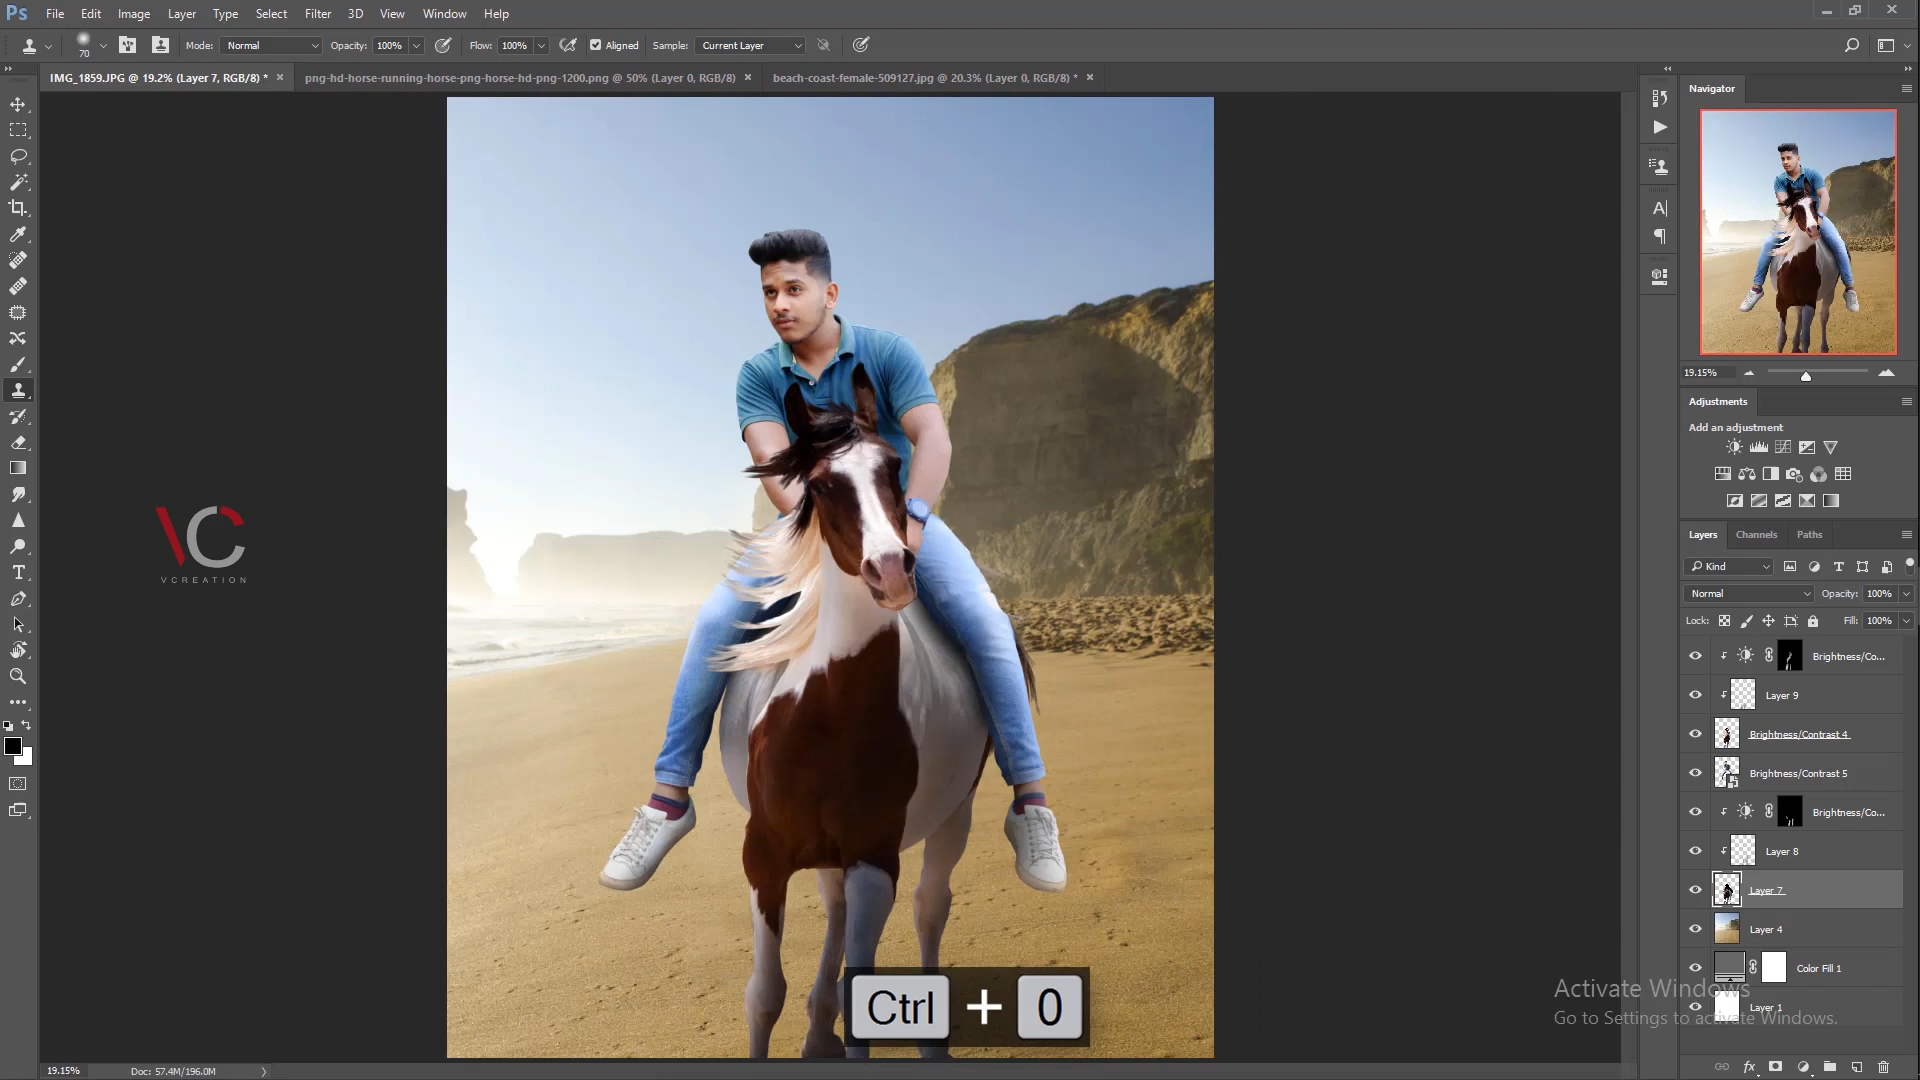 Ps File Edit Image Layer Type Select Filter 3D View Window Help
70 Mode: Normal Opacity: 100% Flow: 100% Aligned Sample: Current Layer
IMG_1859.JPG @ 19.2% (Layer 7, RGB/8) * × png-hd-horse-running-horse-png-horse-hd-png-1200.png @ 50% (Layer 0, RGB/8) × beach-coast-female-509127.jpg @ 20.3% (Layer 0, RGB/8) * ×
Navigator
19.15%
Adjustments
Add an adjustment
Layers Channels Paths
Kind
Normal Opacity: 100%
Lock: Fill: 100%
Brightness/Co...
Layer 9
Brightness/Contrast 4
Brightness/Contrast 5
Brightness/Co...
Layer 8
Layer 7
Layer 4
Color Fill 1
Layer 1
VC
VCREATION
Ctrl + 0
Activate Windows
Go to Settings to activate Windows.
19.15% Doc: 57.4M/196.0M